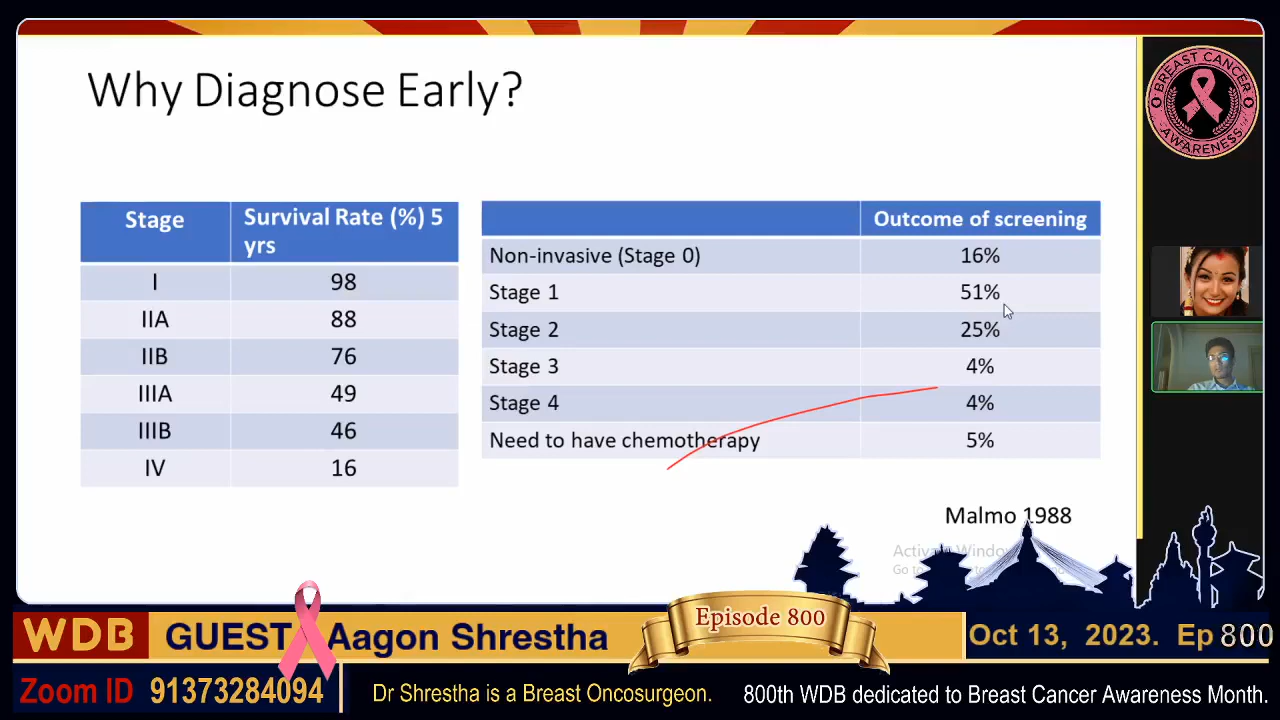 Why Diagnose Early?
BREAST CANCER
AWARENESS
Stage Survival Rate (%) 5
yrs
I 98
IIA 88
IIB 76
IIIA 49
IIIB 46
IV 16
Outcome of screening
Non-invasive (Stage 0) 16%
Stage 1 51%
Stage 2 25%
Stage 3 4%
Stage 4 4%
Need to have chemotherapy 5%
Malmo 1988
Go to
Episode 800
WDB GUEST Aagon Shrestha
Oct 13, 2023. Ep 800
Zoom ID 91373284094
Dr Shrestha is a Breast Oncosurgeon.
800th WDB dedicated to Breast Cancer Awareness Month.